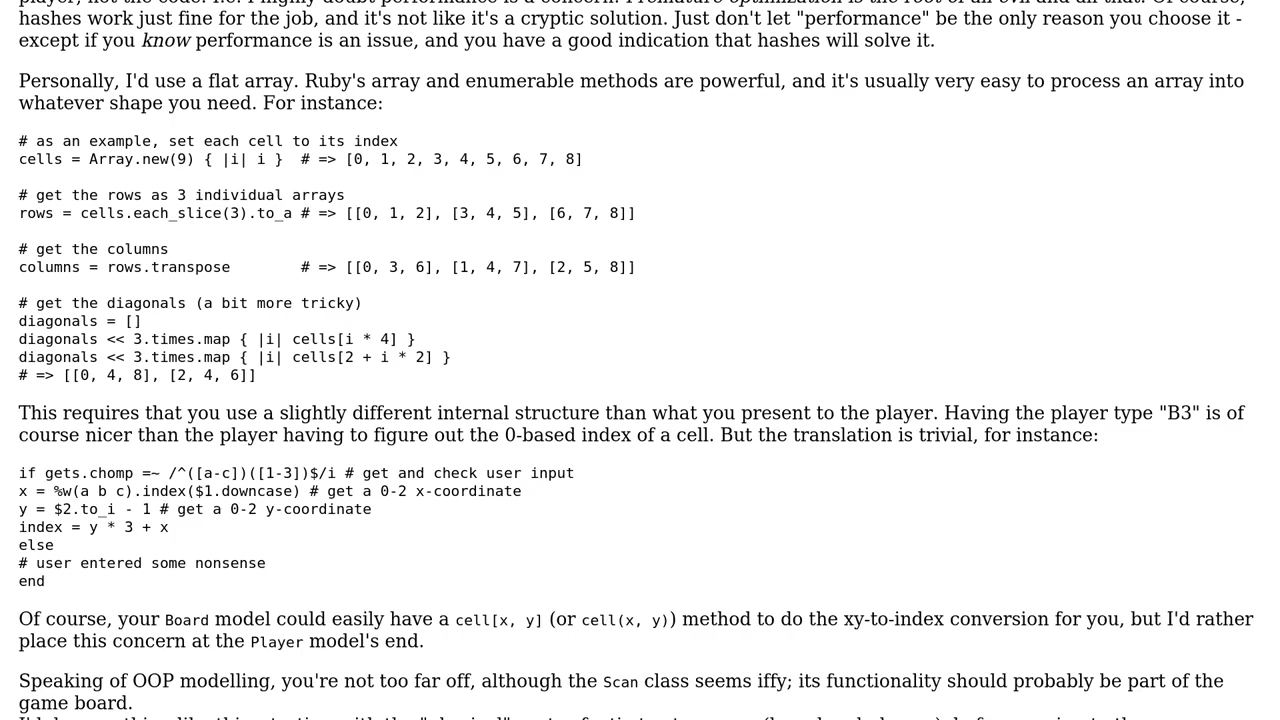 hashes work just fine for the job, and it's not like it's a cryptic solution. Just don't let "performance" be the only reason you choose it -
except if you know performance is an issue, and you have a good indication that hashes will solve it.
Personally, I'd use a flat array. Ruby's array and enumerable methods are powerful, and it's usually very easy to process an array into
whatever shape you need. For instance:
# as an example, set each cell to its index
cells = Array.new(9) { |i| i }  # => [0, 1, 2, 3, 4, 5, 6, 7, 8]
# get the rows as 3 individual arrays
rows = cells.each_slice(3).to_a # => [[0, 1, 2], [3, 4, 5], [6, 7, 8]]
# get the columns
columns = rows.transpose        # => [[0, 3, 6], [1, 4, 7], [2, 5, 8]]
# get the diagonals (a bit more tricky)
diagonals = []
diagonals << 3.times.map { |i| cells[i * 4] }
diagonals << 3.times.map { |i| cells[2 + i * 2] }
# => [[0, 4, 8], [2, 4, 6]]
This requires that you use a slightly different internal structure than what you present to the player. Having the player type "B3" is of
course nicer than the player having to figure out the 0-based index of a cell. But the translation is trivial, for instance:
if gets.chomp =~ /^([a-c])([1-3])$/i # get and check user input
x = %w(a b c).index($1.downcase) # get a 0-2 x-coordinate
y = $2.to_i - 1 # get a 0-2 y-coordinate
index = y * 3 + x
else
# user entered some nonsense
end
Of course, your Board model could easily have a cell[x, y] (or cell(x, y)) method to do the xy-to-index conversion for you, but I'd rather
place this concern at the Player model's end.
Speaking of OOP modelling, you're not too far off, although the Scan class seems iffy; its functionality should probably be part of the
game board.